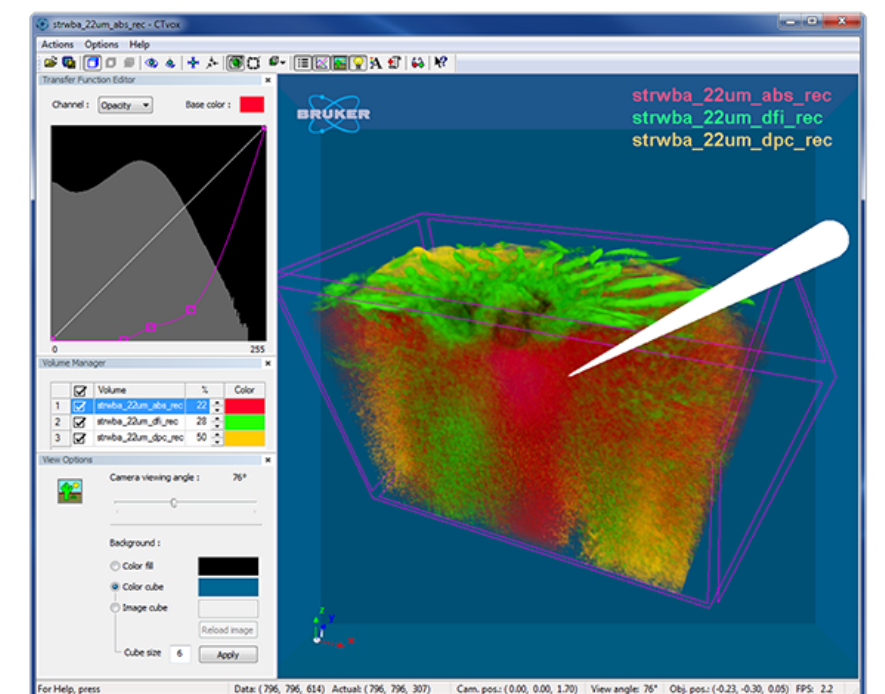 strwba_22um_abs_rec - CTvox
Actions Options Help
Transfer Function Editor
Channel : Opacity Base color :
0 255
Volume Manager
Volume % Color
1 strwba_22um_abs_rec 22
2 strwba_22um_dfi_rec 28
3 strwba_22um_dpc_rec 50
View Options
Camera viewing angle : 76°
Background :
Color fill
Color cube
Image cube
Reload image
Cube size 6 Apply
BRUKER
strwba_22um_abs_rec
strwba_22um_dfi_rec
strwba_22um_dpc_rec
z
y
x
For Help, press Data: (796, 796, 614) Actual: (796, 796, 307) Cam. pos.: (0.00, 0.00, 1.70) View angle: 76° Obj. pos.: (-0.23, -0.30, 0.05) FPS: 2.2